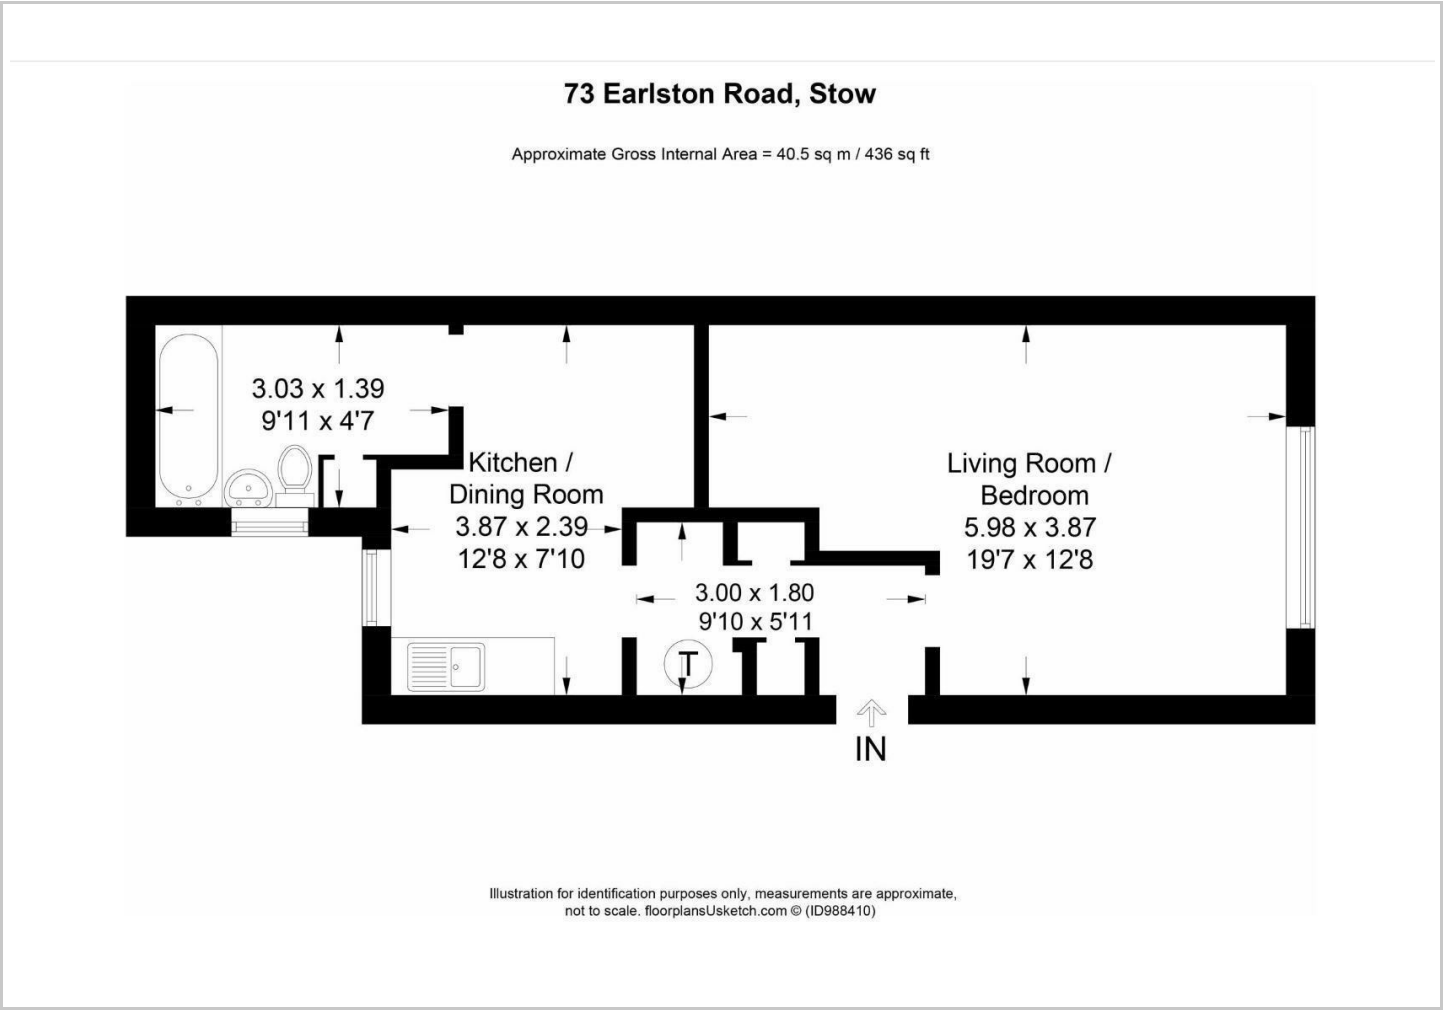 73 Earlston Road, Stow
Approximate Gross Internal Area = 40.5 sq m / 436 sq ft
3.03 x 1.39
9'11 x 4'7
Kitchen /
Dining Room
3.87 x 2.39
12'8 x 7'10
Living Room /
Bedroom
5.98 x 3.87
19'7 x 12'8
3.00 x 1.80
9'10 x 5'11
T
IN
Illustration for identification purposes only, measurements are approximate,
not to scale. floorplansUsketch.com © (ID988410)